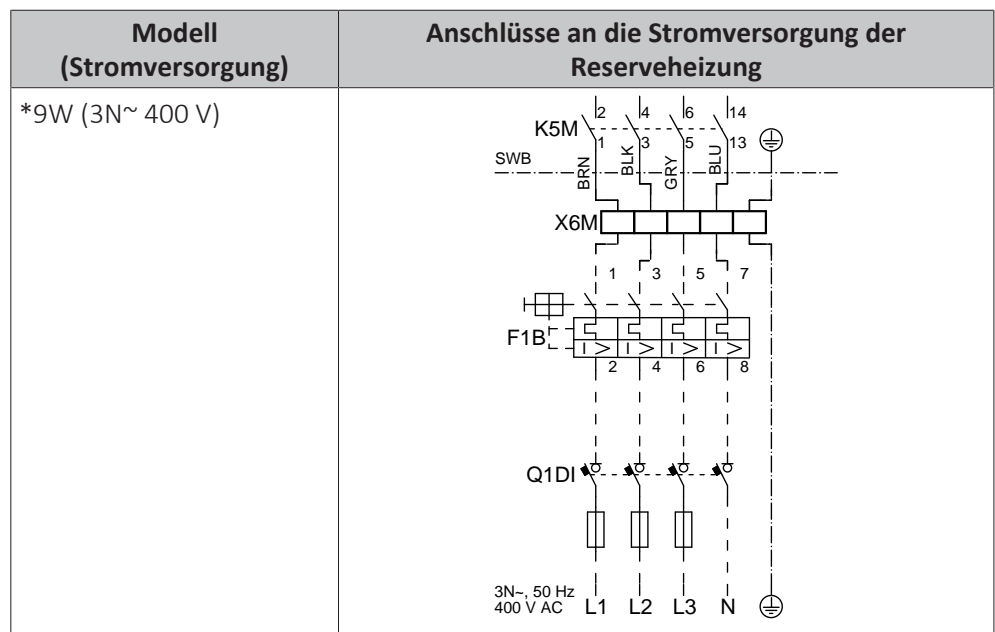 Modell
(Stromversorgung)
Anschlüsse an die Stromversorgung der
Reserveheizung
*9W (3N~ 400 V)
2 4 6 14
K5M
1 3 5 13
SWB
BRN BLK GRY BLU
X6M
1 3 5 7
F1B
I > I > I > I >
2 4 6 8
Q1DI
3N~, 50 Hz
400 V AC L1 L2 L3 N